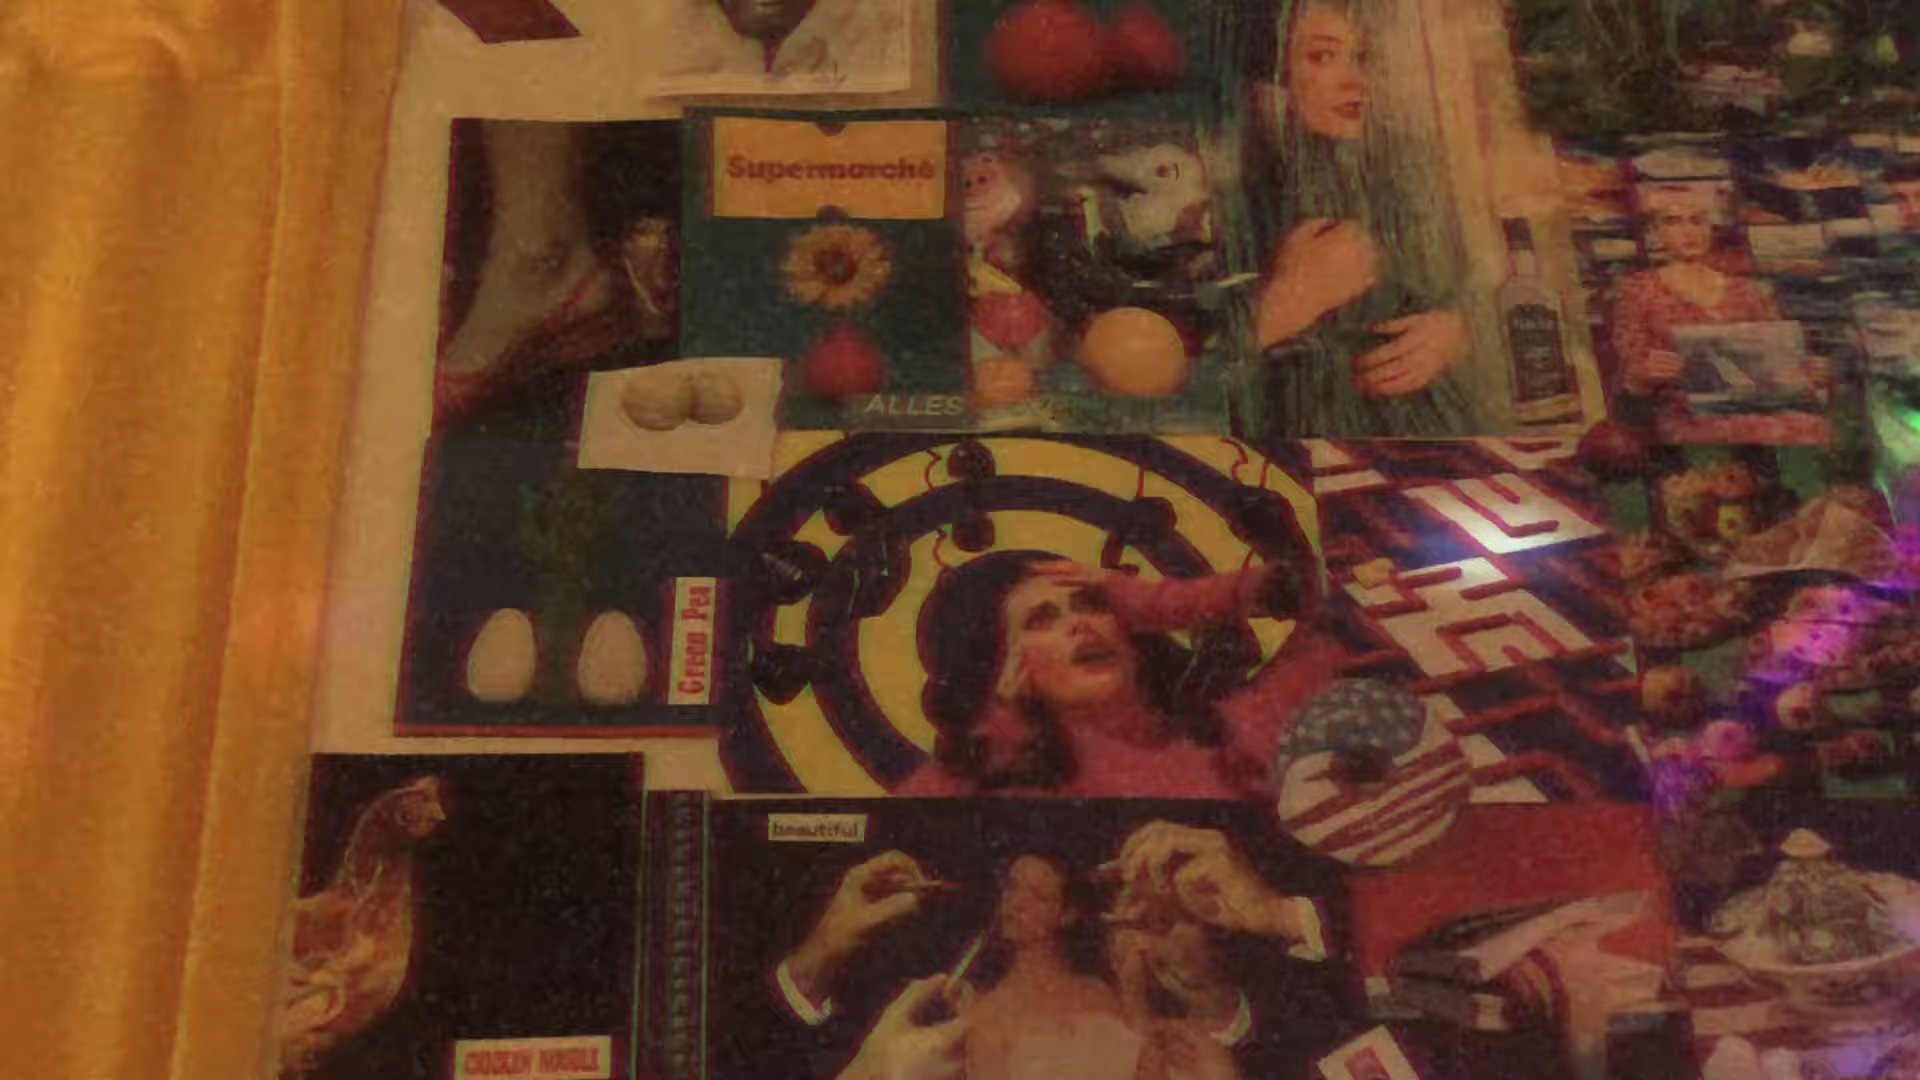 Supermarché
ALLES
Green Pea
beautiful
CHICKEN NOODLE